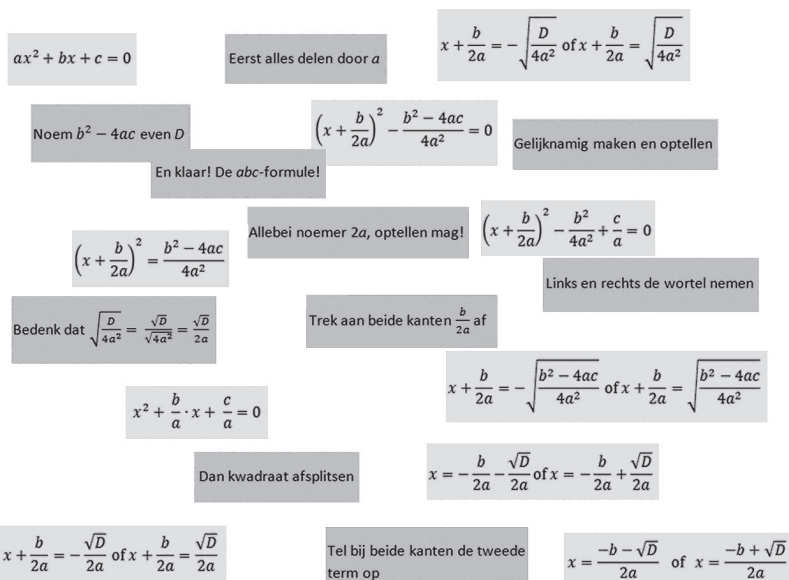 ax² + bx + c = 0
Eerst alles delen door a
x + b/2a = −√(D/4a²) of x + b/2a = √(D/4a²)
Noem b² − 4ac even D
(x + b/2a)² − (b² − 4ac)/4a² = 0
Gelijknamig maken en optellen
En klaar! De abc-formule!
Allebei noemer 2a, optellen mag!
(x + b/2a)² − b²/4a² + c/a = 0
(x + b/2a)² = (b² − 4ac)/4a²
Links en rechts de wortel nemen
Bedenk dat √(D/4a²) = √D/√4a² = √D/2a
Trek aan beide kanten b/2a af
x + b/2a = −√((b² − 4ac)/4a²) of x + b/2a = √((b² − 4ac)/4a²)
x² + b/a · x + c/a = 0
Dan kwadraat afsplitsen
x = −b/2a − √D/2a of x = −b/2a + √D/2a
x + b/2a = −√D/2a of x + b/2a = √D/2a
Tel bij beide kanten de tweede
term op
x = (−b − √D)/2a of x = (−b + √D)/2a